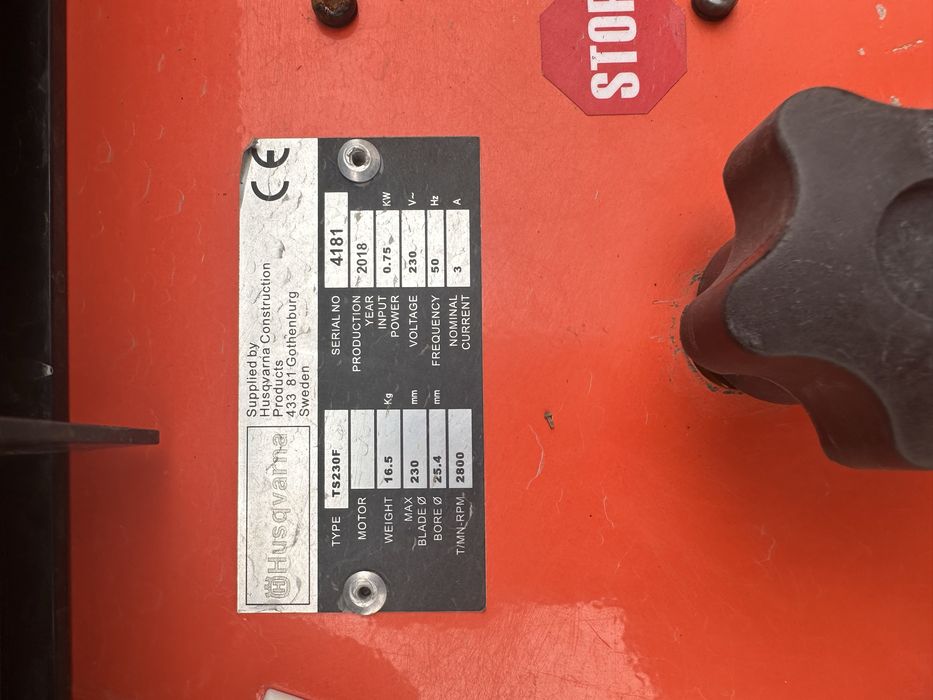 STOP
Husqvarna
Supplied by
Husqvarna Construction
Products
433 81 Gothenburg
Sweden
CE
TYPE TS230F
MOTOR
WEIGHT 16.5 Kg
MAX
BLADE Ø 230 mm
BORE Ø 25.4 mm
T/MN-RPM 2800
SERIAL NO 4181
PRODUCTION
YEAR 2018
INPUT
POWER 0.75 KW
VOLTAGE 230 V~
FREQUENCY 50 Hz
NOMINAL
CURRENT 3 A